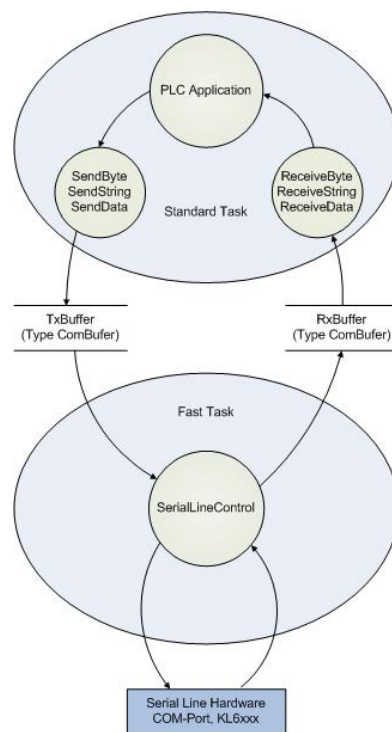 PLC Application
SendByte
SendString
SendData
ReceiveByte
ReceiveString
ReceiveData
Standard Task
TxBuffer
(Type ComBufer)
RxBuffer
(Type ComBufer)
Fast Task
SerialLineControl
Serial Line Hardware
COM-Port, KL6xxx